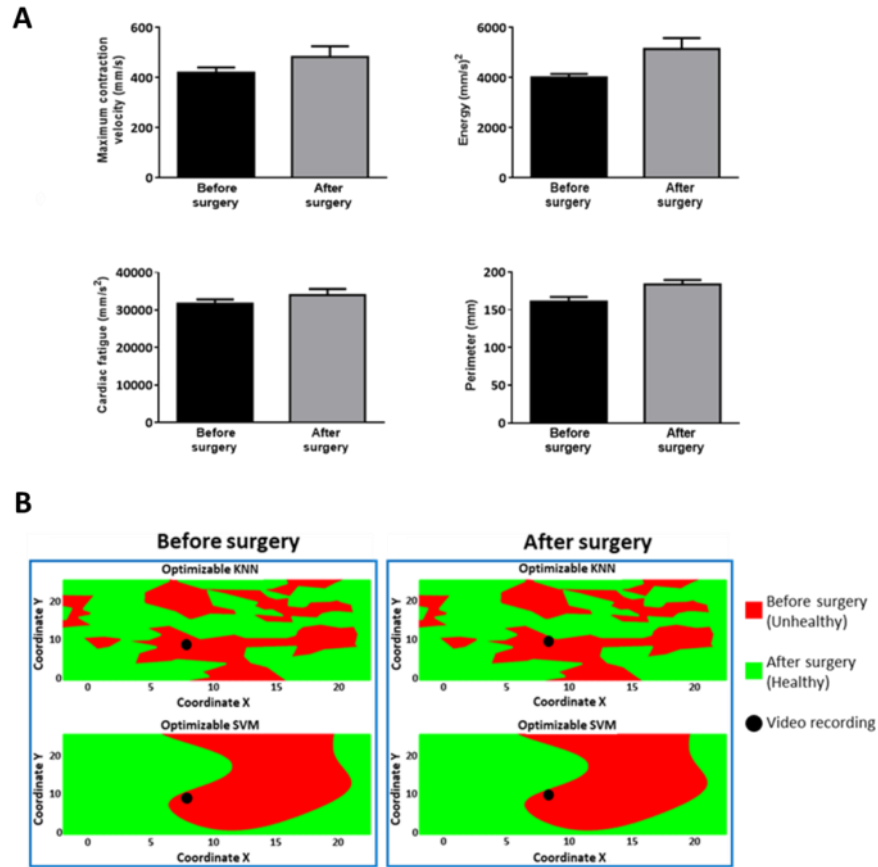 A
Maximum contraction
velocity (mm/s)
600
400
200
0
Before
surgery
After
surgery
Energy (mm/s)²
6000
4000
2000
0
Before
surgery
After
surgery
Cardiac fatigue (mm/s²)
40000
30000
20000
10000
0
Before
surgery
After
surgery
Perimeter (mm)
200
150
100
50
0
Before
surgery
After
surgery
B
Before surgery
Optimizable KNN
Coordinate Y
20
10
0
0 5 10 15 20
Coordinate X
Optimizable SVM
Coordinate Y
20
10
0
0 5 10 15 20
Coordinate X
After surgery
Optimizable KNN
Coordinate Y
20
10
0
0 5 10 15 20
Coordinate X
Optimizable SVM
Coordinate Y
20
10
0
0 5 10 15 20
Coordinate X
Before surgery
(Unhealthy)
After surgery
(Healthy)
Video recording